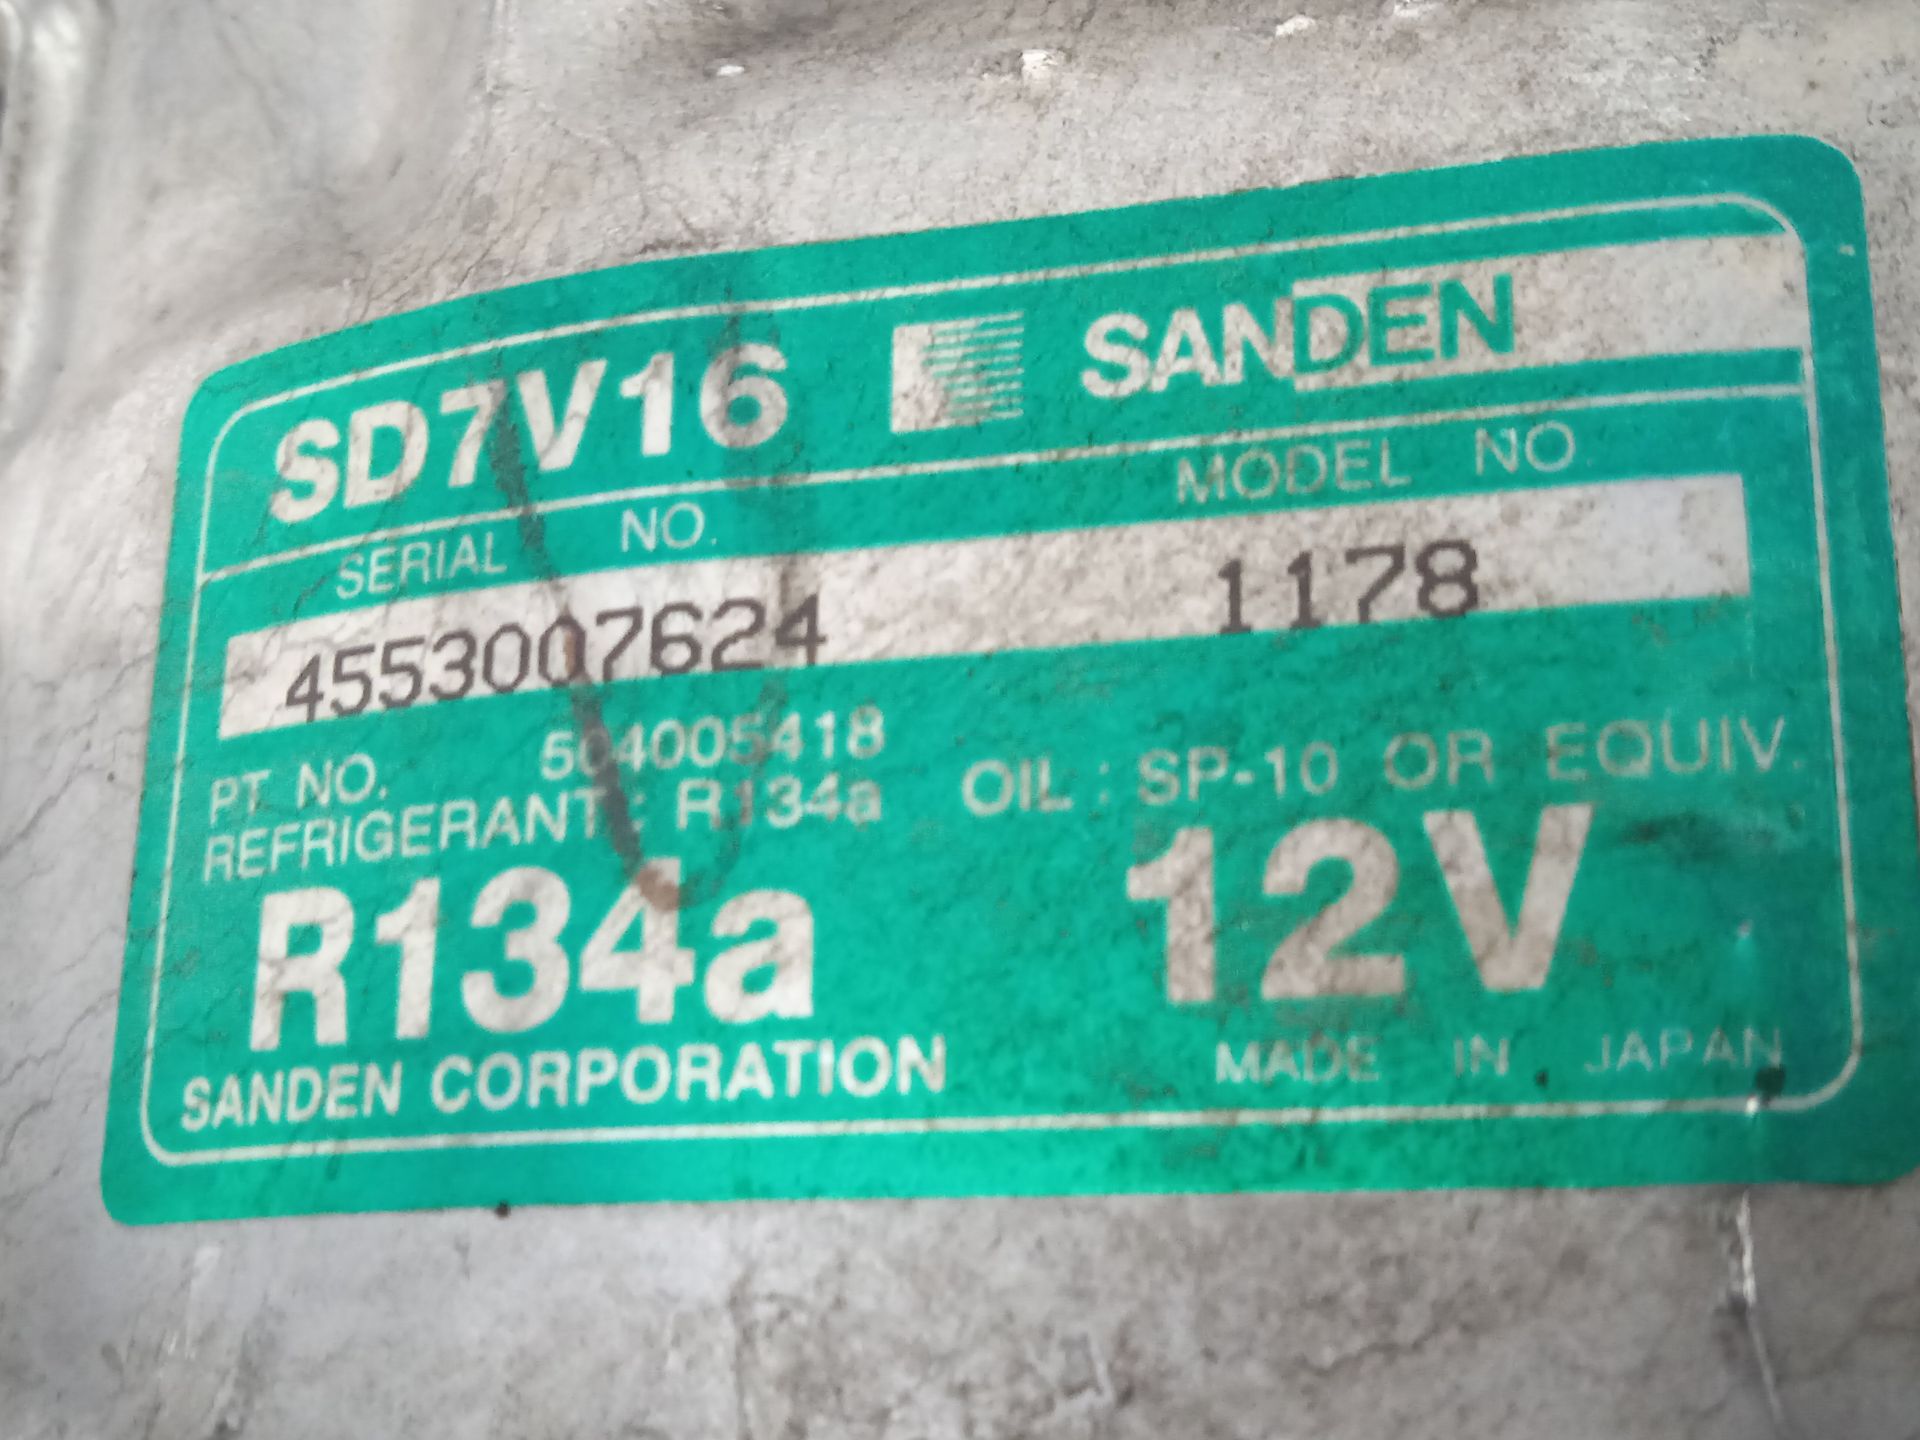 SD7V16 SANDEN
SERIAL NO. MODEL NO.
4553007624 1178
PT NO. 504005418
REFRIGERANT : R134a OIL : SP-10 OR EQUIV.
R134a 12V
SANDEN CORPORATION MADE IN JAPAN